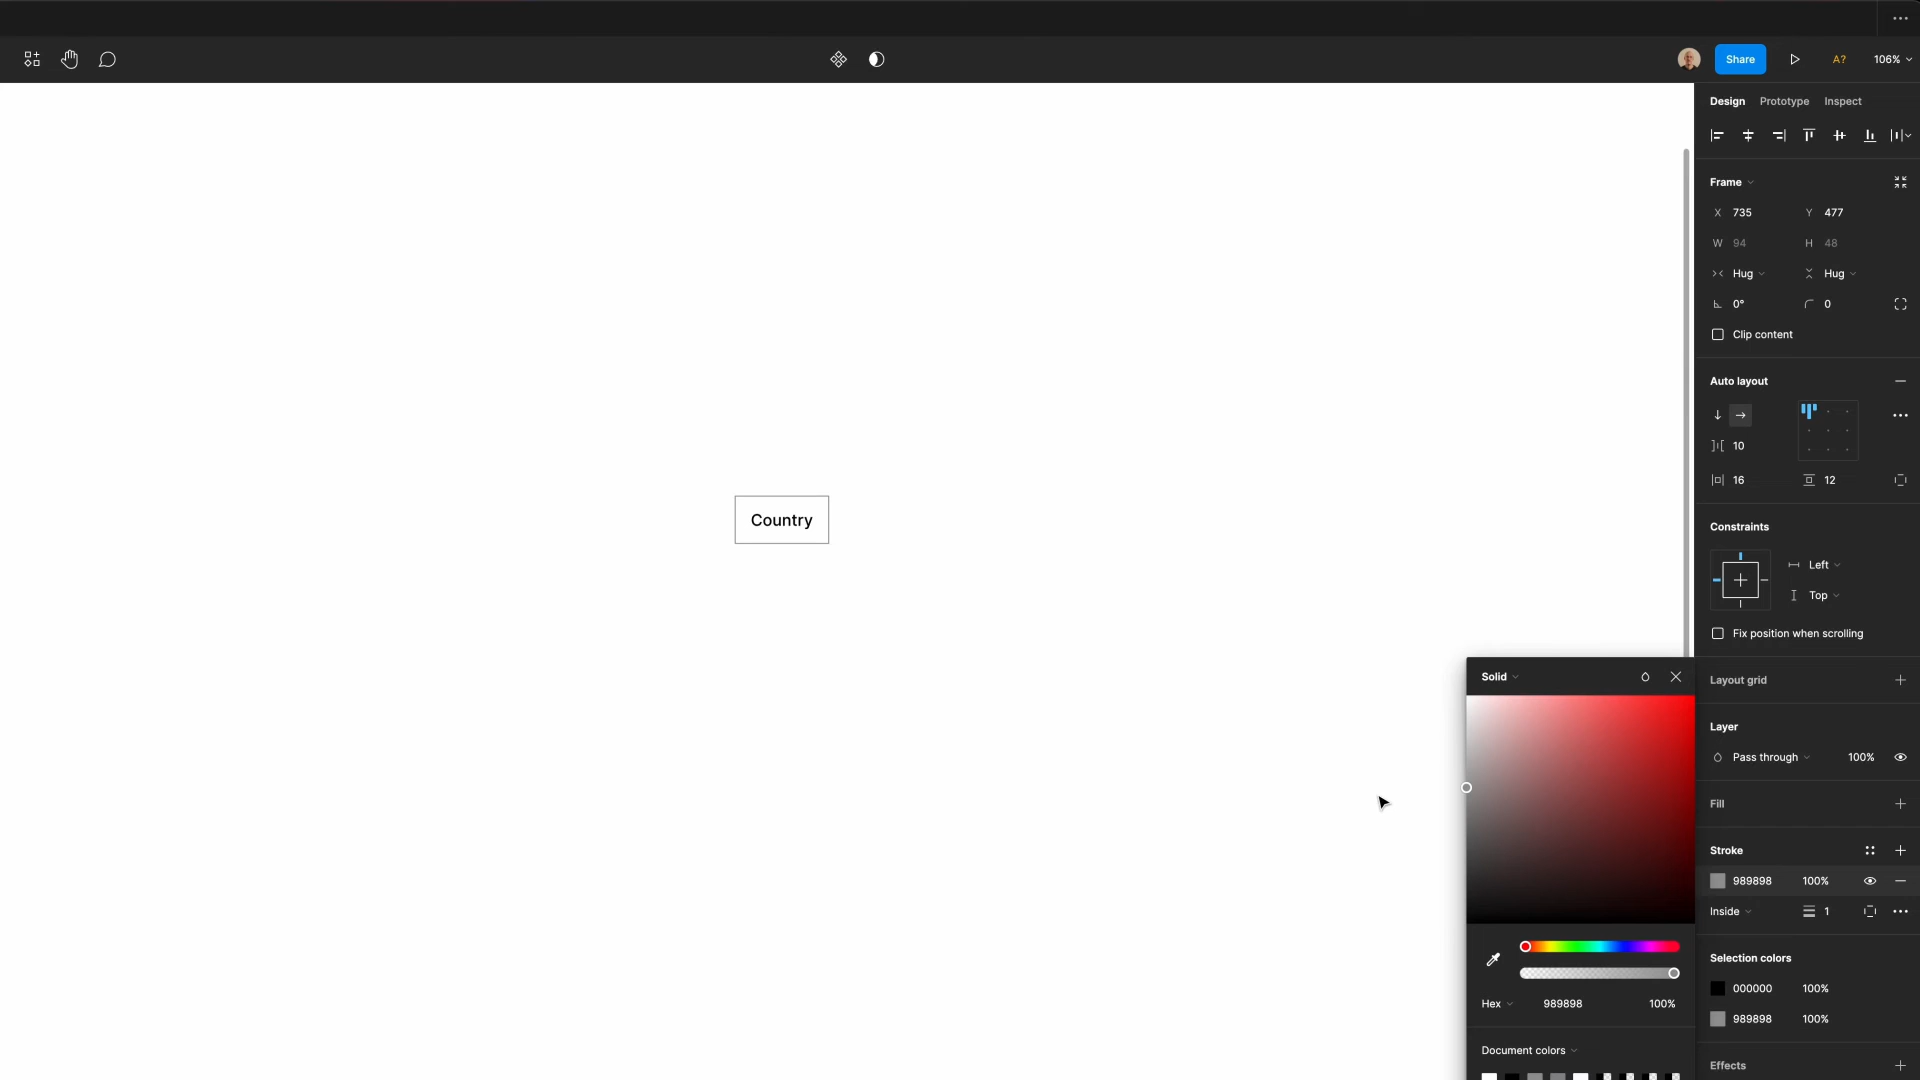 Share
A?
106%
Design Prototype Inspect
Frame
X 735 Y 477
W 94 H 48
Hug Hug
0° 0
Clip content
Auto layout
10
16 12
Country
Constraints
Left
Top
Fix position when scrolling
Solid
Layout grid
Layer
Pass through 100%
Fill
Stroke
989898 100%
Inside 1
Selection colors
000000 100%
Hex 989898 100%
989898 100%
Document colors
Effects